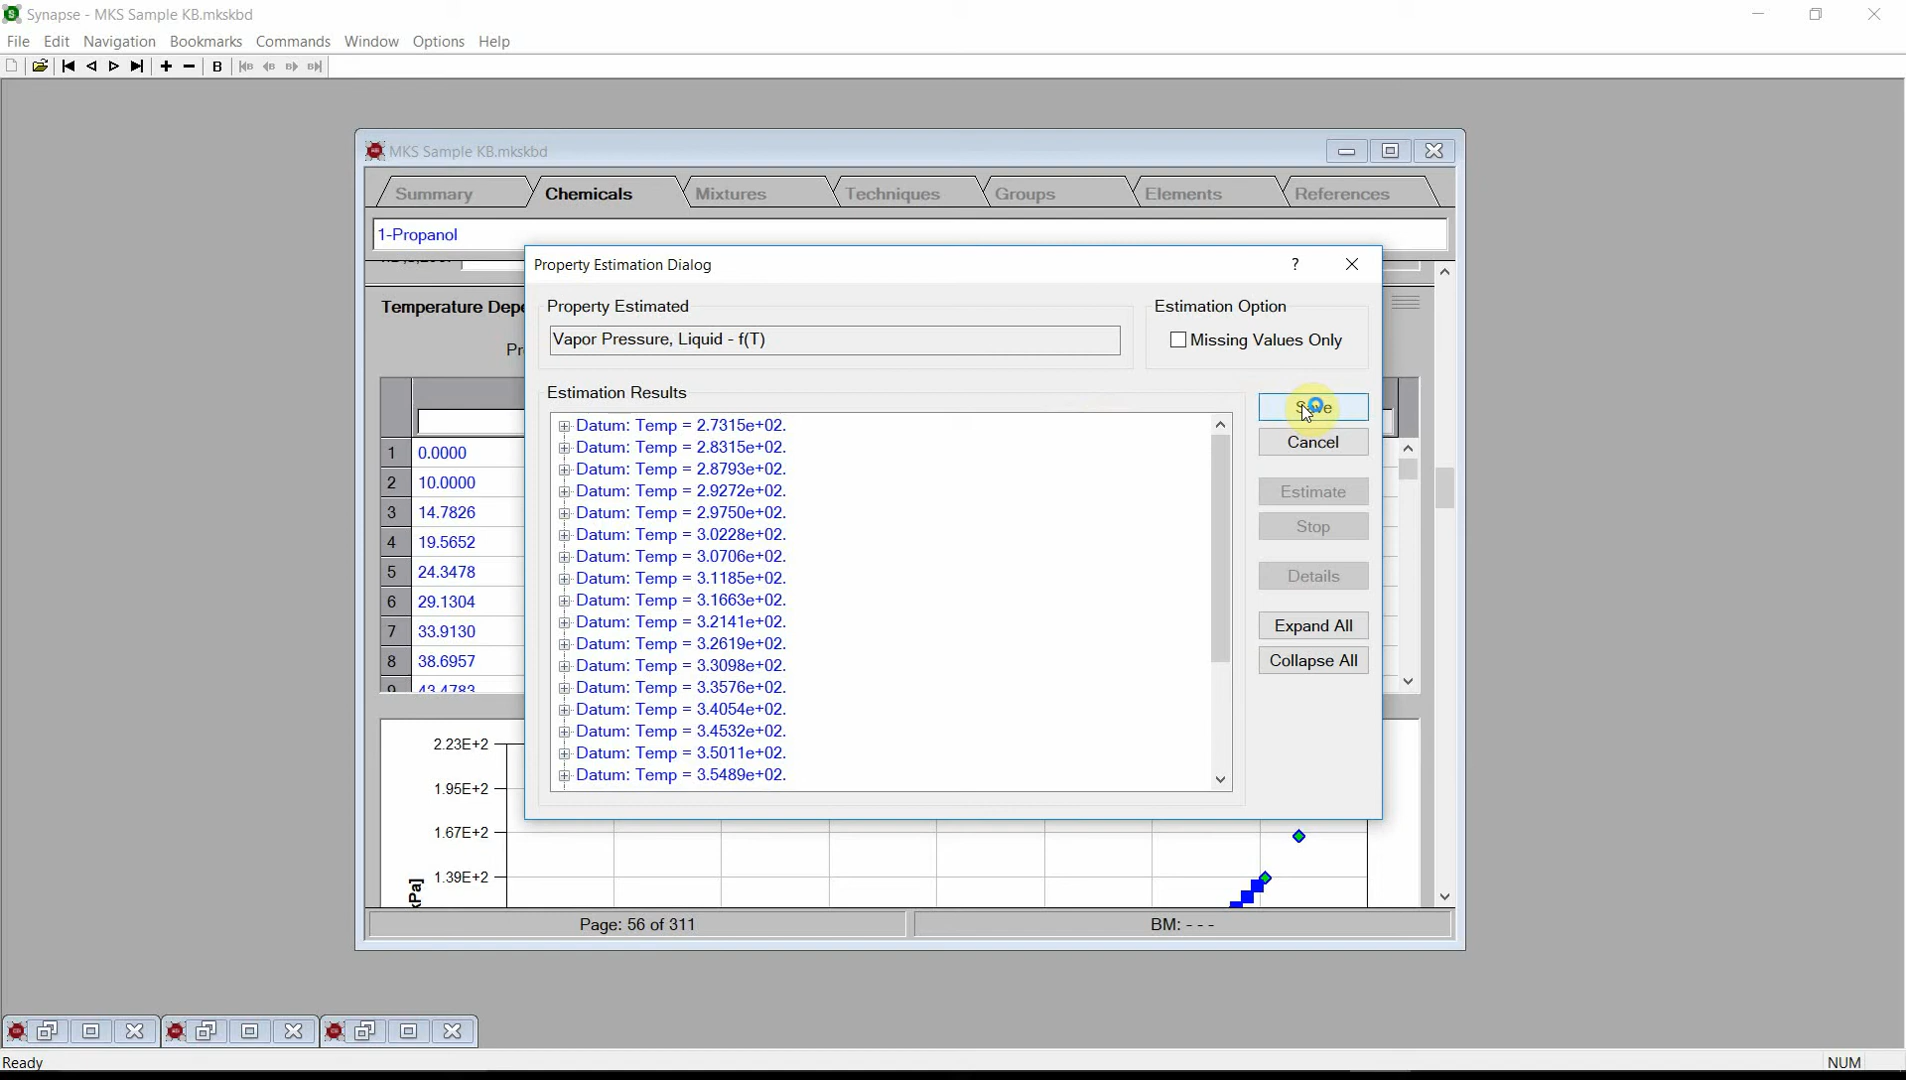 Synapse - MKS Sample KB.mkskbd
File Edit Navigation Bookmarks Commands Window Options Help
B
MKS Sample KB.mkskbd
Summary Chemicals Mixtures Techniques Groups Elements References
1-Propanol
Temperature Depe
Pr
1 0.0000
2 10.0000
3 14.7826
4 19.5652
5 24.3478
6 29.1304
7 33.9130
8 38.6957
9 43.4783
Property Estimation Dialog
Property Estimated
Vapor Pressure, Liquid - f(T)
Estimation Option
Missing Values Only
Estimation Results
Datum: Temp = 2.7315e+02.
Datum: Temp = 2.8315e+02.
Datum: Temp = 2.8793e+02.
Datum: Temp = 2.9272e+02.
Datum: Temp = 2.9750e+02.
Datum: Temp = 3.0228e+02.
Datum: Temp = 3.0706e+02.
Datum: Temp = 3.1185e+02.
Datum: Temp = 3.1663e+02.
Datum: Temp = 3.2141e+02.
Datum: Temp = 3.2619e+02.
Datum: Temp = 3.3098e+02.
Datum: Temp = 3.3576e+02.
Datum: Temp = 3.4054e+02.
Datum: Temp = 3.4532e+02.
Datum: Temp = 3.5011e+02.
Datum: Temp = 3.5489e+02.
Save
Cancel
Estimate
Stop
Details
Expand All
Collapse All
2.23E+2
1.95E+2
1.67E+2
1.39E+2
kPa]
Page: 56 of 311
BM: - - -
Ready
NUM